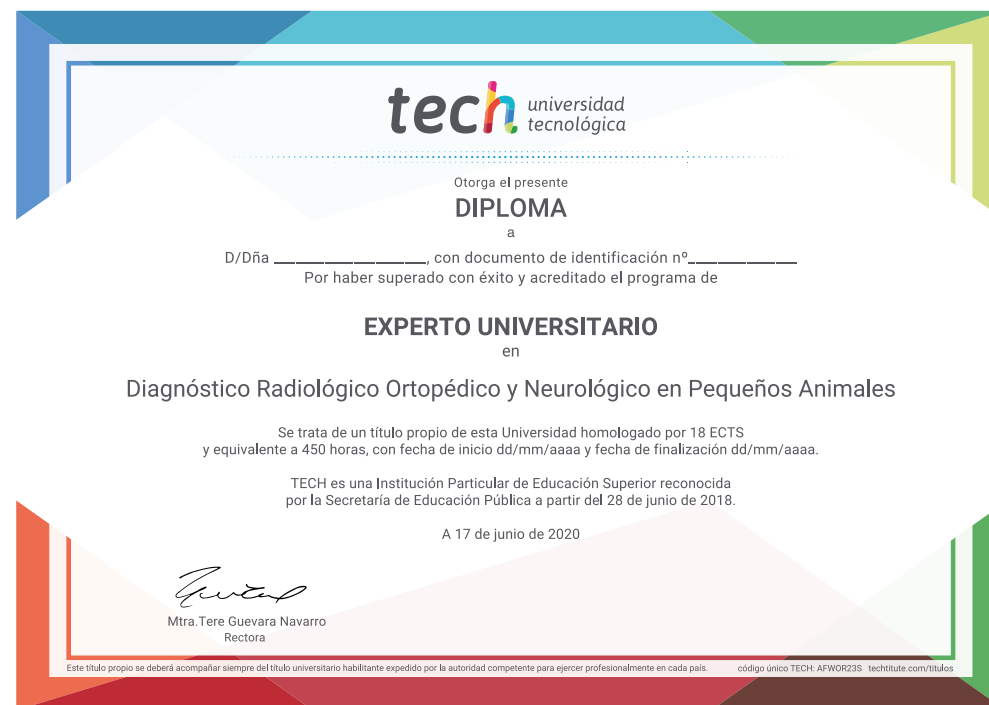 tech universidad
tecnológica
Otorga el presente
DIPLOMA
a
D/Dña ____________________, con documento de identificación nº______________
Por haber superado con éxito y acreditado el programa de
EXPERTO UNIVERSITARIO
en
Diagnóstico Radiológico Ortopédico y Neurológico en Pequeños Animales
Se trata de un título propio de esta Universidad homologado por 18 ECTS
y equivalente a 450 horas, con fecha de inicio dd/mm/aaaa y fecha de finalización dd/mm/aaaa.
TECH es una Institución Particular de Educación Superior reconocida
por la Secretaría de Educación Pública a partir del 28 de junio de 2018.
A 17 de junio de 2020
Mtra.Tere Guevara Navarro
Rectora
Este título propio se deberá acompañar siempre del título universitario habilitante expedido por la autoridad competente para ejercer profesionalmente en cada país. código único TECH: AFWOR23S techtitute.com/titulos